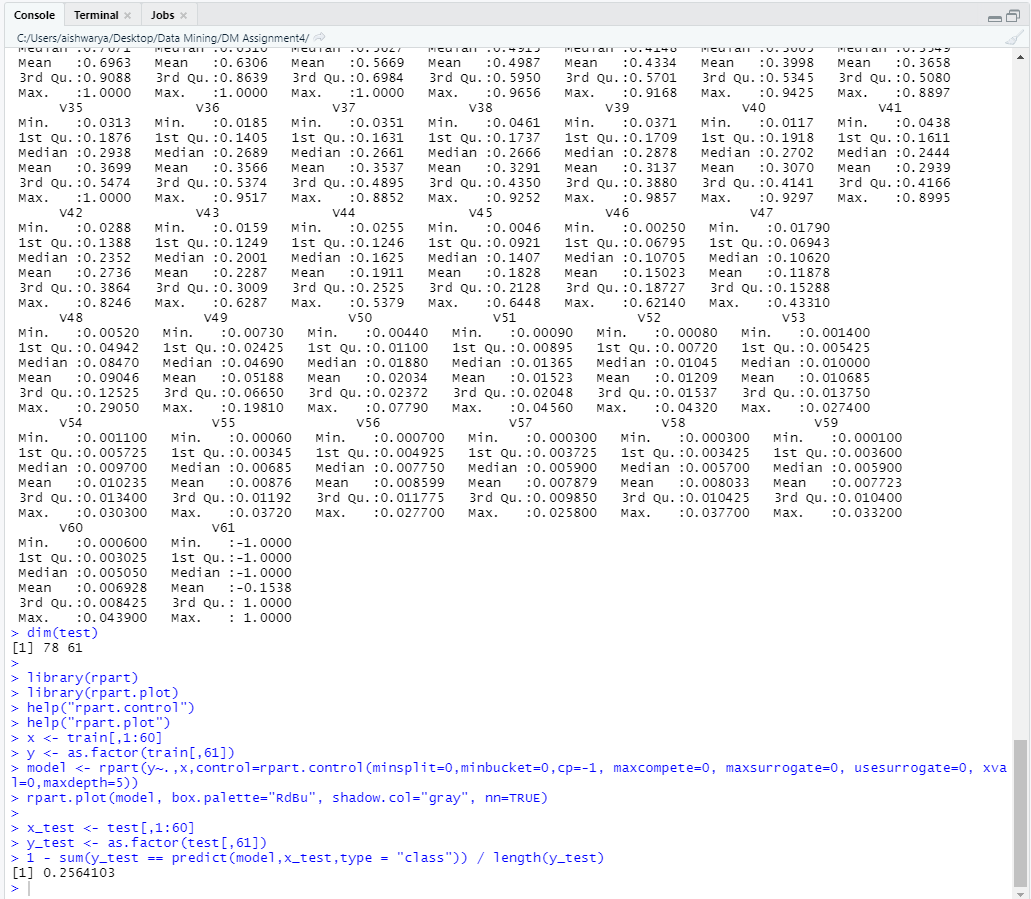 Console Terminal × Jobs ×
C:/Users/aishwarya/Desktop/Data Mining/DM Assignment4/
Mean :0.6963 Mean :0.6306 Mean :0.5669 Mean :0.4987 Mean :0.4334 Mean :0.3998 Mean :0.3658
3rd Qu.:0.9088 3rd Qu.:0.8639 3rd Qu.:0.6984 3rd Qu.:0.5950 3rd Qu.:0.5701 3rd Qu.:0.5345 3rd Qu.:0.5080
Max. :1.0000 Max. :1.0000 Max. :1.0000 Max. :0.9656 Max. :0.9168 Max. :0.9425 Max. :0.8897
V35 V36 V37 V38 V39 V40 V41
Min. :0.0313 Min. :0.0185 Min. :0.0351 Min. :0.0461 Min. :0.0371 Min. :0.0117 Min. :0.0438
1st Qu.:0.1876 1st Qu.:0.1405 1st Qu.:0.1631 1st Qu.:0.1737 1st Qu.:0.1709 1st Qu.:0.1918 1st Qu.:0.1611
Median :0.2938 Median :0.2689 Median :0.2661 Median :0.2666 Median :0.2878 Median :0.2702 Median :0.2444
Mean :0.3699 Mean :0.3566 Mean :0.3537 Mean :0.3291 Mean :0.3137 Mean :0.3070 Mean :0.2939
3rd Qu.:0.5474 3rd Qu.:0.5374 3rd Qu.:0.4895 3rd Qu.:0.4350 3rd Qu.:0.3880 3rd Qu.:0.4141 3rd Qu.:0.4166
Max. :1.0000 Max. :0.9517 Max. :0.8852 Max. :0.9252 Max. :0.9857 Max. :0.9297 Max. :0.8995
V42 V43 V44 V45 V46 V47
Min. :0.0288 Min. :0.0159 Min. :0.0255 Min. :0.0046 Min. :0.00250 Min. :0.01790
1st Qu.:0.1388 1st Qu.:0.1249 1st Qu.:0.1246 1st Qu.:0.0921 1st Qu.:0.06795 1st Qu.:0.06943
Median :0.2352 Median :0.2001 Median :0.1625 Median :0.1407 Median :0.10705 Median :0.10620
Mean :0.2736 Mean :0.2287 Mean :0.1911 Mean :0.1828 Mean :0.15023 Mean :0.11878
3rd Qu.:0.3864 3rd Qu.:0.3009 3rd Qu.:0.2525 3rd Qu.:0.2128 3rd Qu.:0.18727 3rd Qu.:0.15288
Max. :0.8246 Max. :0.6287 Max. :0.5379 Max. :0.6448 Max. :0.62140 Max. :0.43310
V48 V49 V50 V51 V52 V53
Min. :0.00520 Min. :0.00730 Min. :0.00440 Min. :0.00090 Min. :0.00080 Min. :0.001400
1st Qu.:0.04942 1st Qu.:0.02425 1st Qu.:0.01100 1st Qu.:0.00895 1st Qu.:0.00720 1st Qu.:0.005425
Median :0.08470 Median :0.04690 Median :0.01880 Median :0.01365 Median :0.01045 Median :0.010000
Mean :0.09046 Mean :0.05188 Mean :0.02034 Mean :0.01523 Mean :0.01209 Mean :0.010685
3rd Qu.:0.12525 3rd Qu.:0.06650 3rd Qu.:0.02372 3rd Qu.:0.02048 3rd Qu.:0.01537 3rd Qu.:0.013750
Max. :0.29050 Max. :0.19810 Max. :0.07790 Max. :0.04560 Max. :0.04320 Max. :0.027400
V54 V55 V56 V57 V58 V59
Min. :0.001100 Min. :0.00060 Min. :0.000700 Min. :0.000300 Min. :0.000300 Min. :0.000100
1st Qu.:0.005725 1st Qu.:0.00345 1st Qu.:0.004925 1st Qu.:0.003725 1st Qu.:0.003425 1st Qu.:0.003600
Median :0.009700 Median :0.00685 Median :0.007750 Median :0.005900 Median :0.005700 Median :0.005900
Mean :0.010235 Mean :0.00876 Mean :0.008599 Mean :0.007879 Mean :0.008033 Mean :0.007723
3rd Qu.:0.013400 3rd Qu.:0.01192 3rd Qu.:0.011775 3rd Qu.:0.009850 3rd Qu.:0.010425 3rd Qu.:0.010400
Max. :0.030300 Max. :0.03720 Max. :0.027700 Max. :0.025800 Max. :0.037700 Max. :0.033200
V60 V61
Min. :0.000600 Min. :-1.0000
1st Qu.:0.003025 1st Qu.:-1.0000
Median :0.005050 Median :-1.0000
Mean :0.006928 Mean :-0.1538
3rd Qu.:0.008425 3rd Qu.: 1.0000
Max. :0.043900 Max. : 1.0000
> dim(test)
[1] 78 61
>
> library(rpart)
> library(rpart.plot)
> help("rpart.control")
> help("rpart.plot")
> x <- train[,1:60]
> y <- as.factor(train[,61])
> model <- rpart(y~.,x,control=rpart.control(minsplit=0,minbucket=0,cp=-1, maxcompete=0, maxsurrogate=0, usesurrogate=0, xva
l=0,maxdepth=5))
> rpart.plot(model, box.palette="RdBu", shadow.col="gray", nn=TRUE)
>
> x_test <- test[,1:60]
> y_test <- as.factor(test[,61])
> 1 - sum(y_test == predict(model,x_test,type = "class")) / length(y_test)
[1] 0.2564103
>